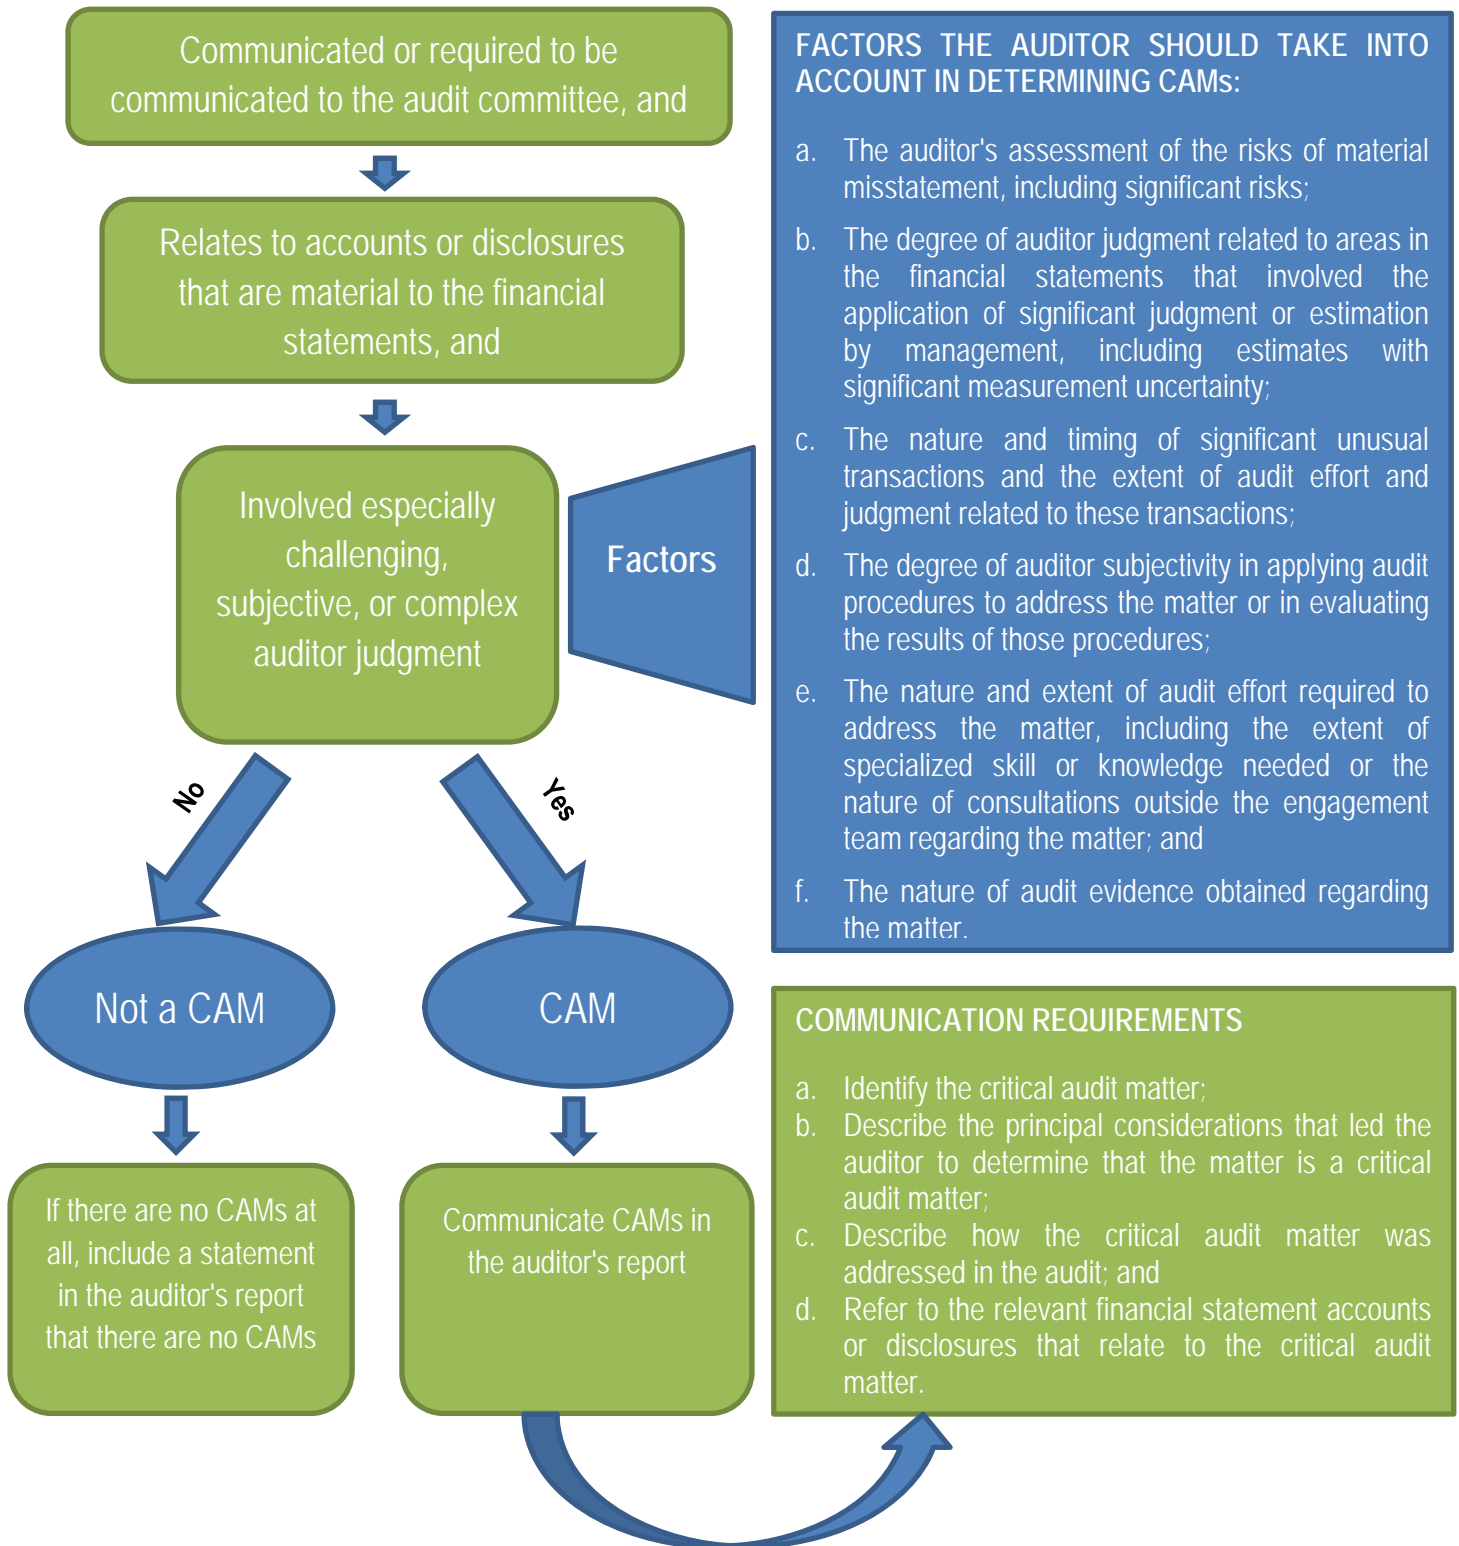 Communicated or required to be
communicated to the audit committee, and
Relates to accounts or disclosures
that are material to the financial
statements, and
Involved especially
challenging,
subjective, or complex
auditor judgment
Factors
No
Yes
Not a CAM
CAM
If there are no CAMs at
all, include a statement
in the auditor's report
that there are no CAMs
Communicate CAMs in
the auditor's report
FACTORS THE AUDITOR SHOULD TAKE INTO
ACCOUNT IN DETERMINING CAMs:
a. The auditor's assessment of the risks of material
misstatement, including significant risks;
b. The degree of auditor judgment related to areas in
the financial statements that involved the
application of significant judgment or estimation
by management, including estimates with
significant measurement uncertainty;
c. The nature and timing of significant unusual
transactions and the extent of audit effort and
judgment related to these transactions;
d. The degree of auditor subjectivity in applying audit
procedures to address the matter or in evaluating
the results of those procedures;
e. The nature and extent of audit effort required to
address the matter, including the extent of
specialized skill or knowledge needed or the
nature of consultations outside the engagement
team regarding the matter; and
f. The nature of audit evidence obtained regarding
the matter.
COMMUNICATION REQUIREMENTS
a. Identify the critical audit matter;
b. Describe the principal considerations that led the
auditor to determine that the matter is a critical
audit matter;
c. Describe how the critical audit matter was
addressed in the audit; and
d. Refer to the relevant financial statement accounts
or disclosures that relate to the critical audit
matter.